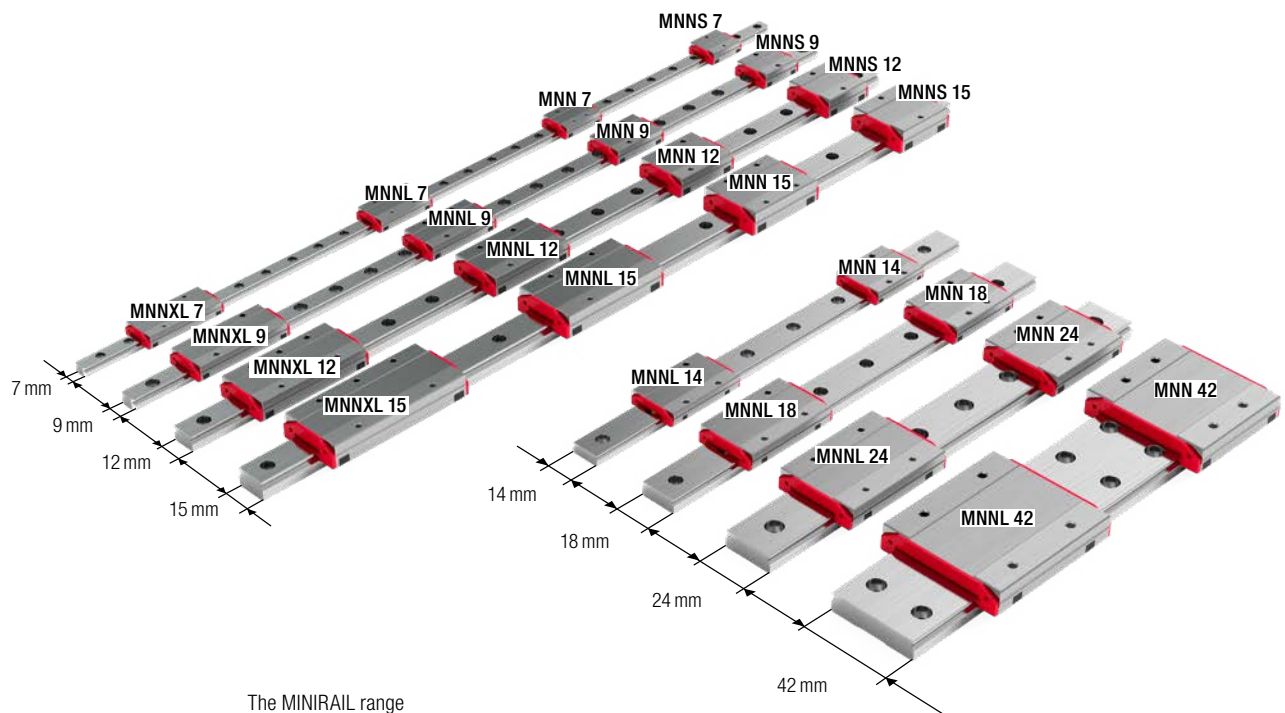 MNNS 7
MNNS 9
MNNS 12
MNNS 15
MNN 7
MNN 9
MNN 12
MNN 15
MNNL 7
MNNL 9
MNNL 12
MNNL 15
MNNXL 7
MNNXL 9
MNNXL 12
MNNXL 15
7 mm
9 mm
12 mm
15 mm
MNN 14
MNN 18
MNN 24
MNN 42
MNNL 14
MNNL 18
MNNL 24
MNNL 42
14 mm
18 mm
24 mm
42 mm
The MINIRAIL range